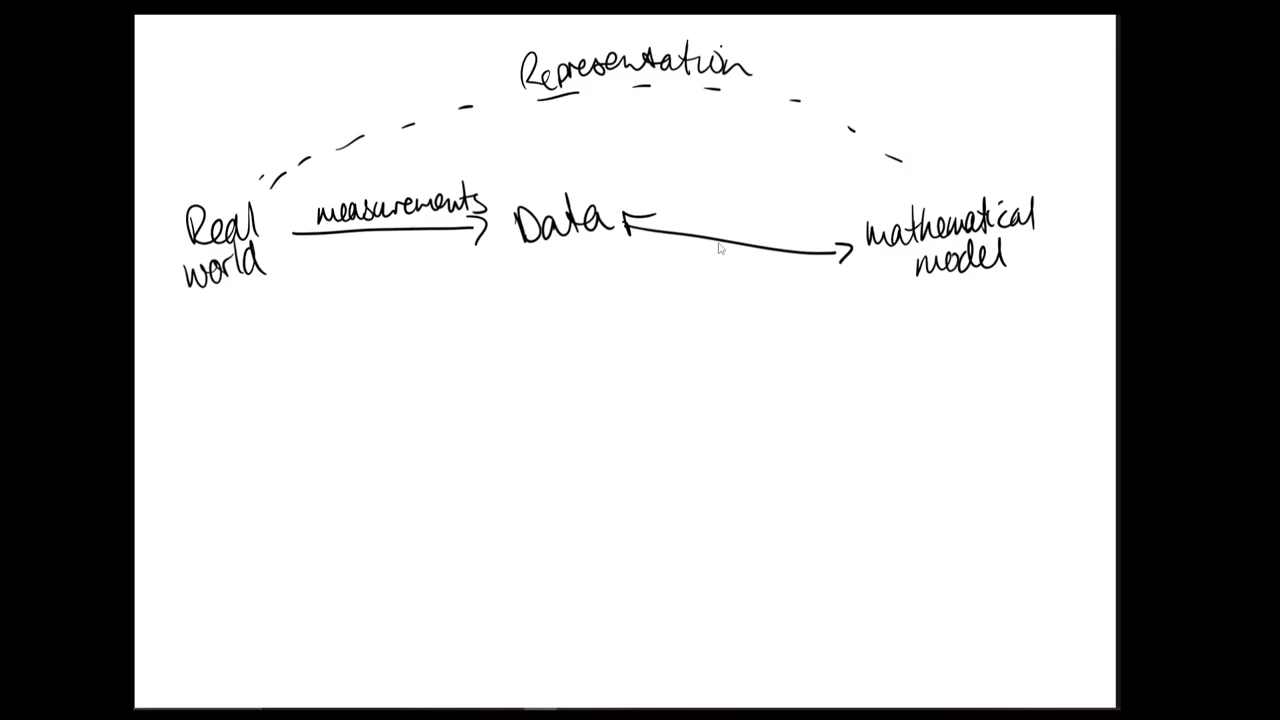 Representation
Real
world
measurements
Data
mathematical
model